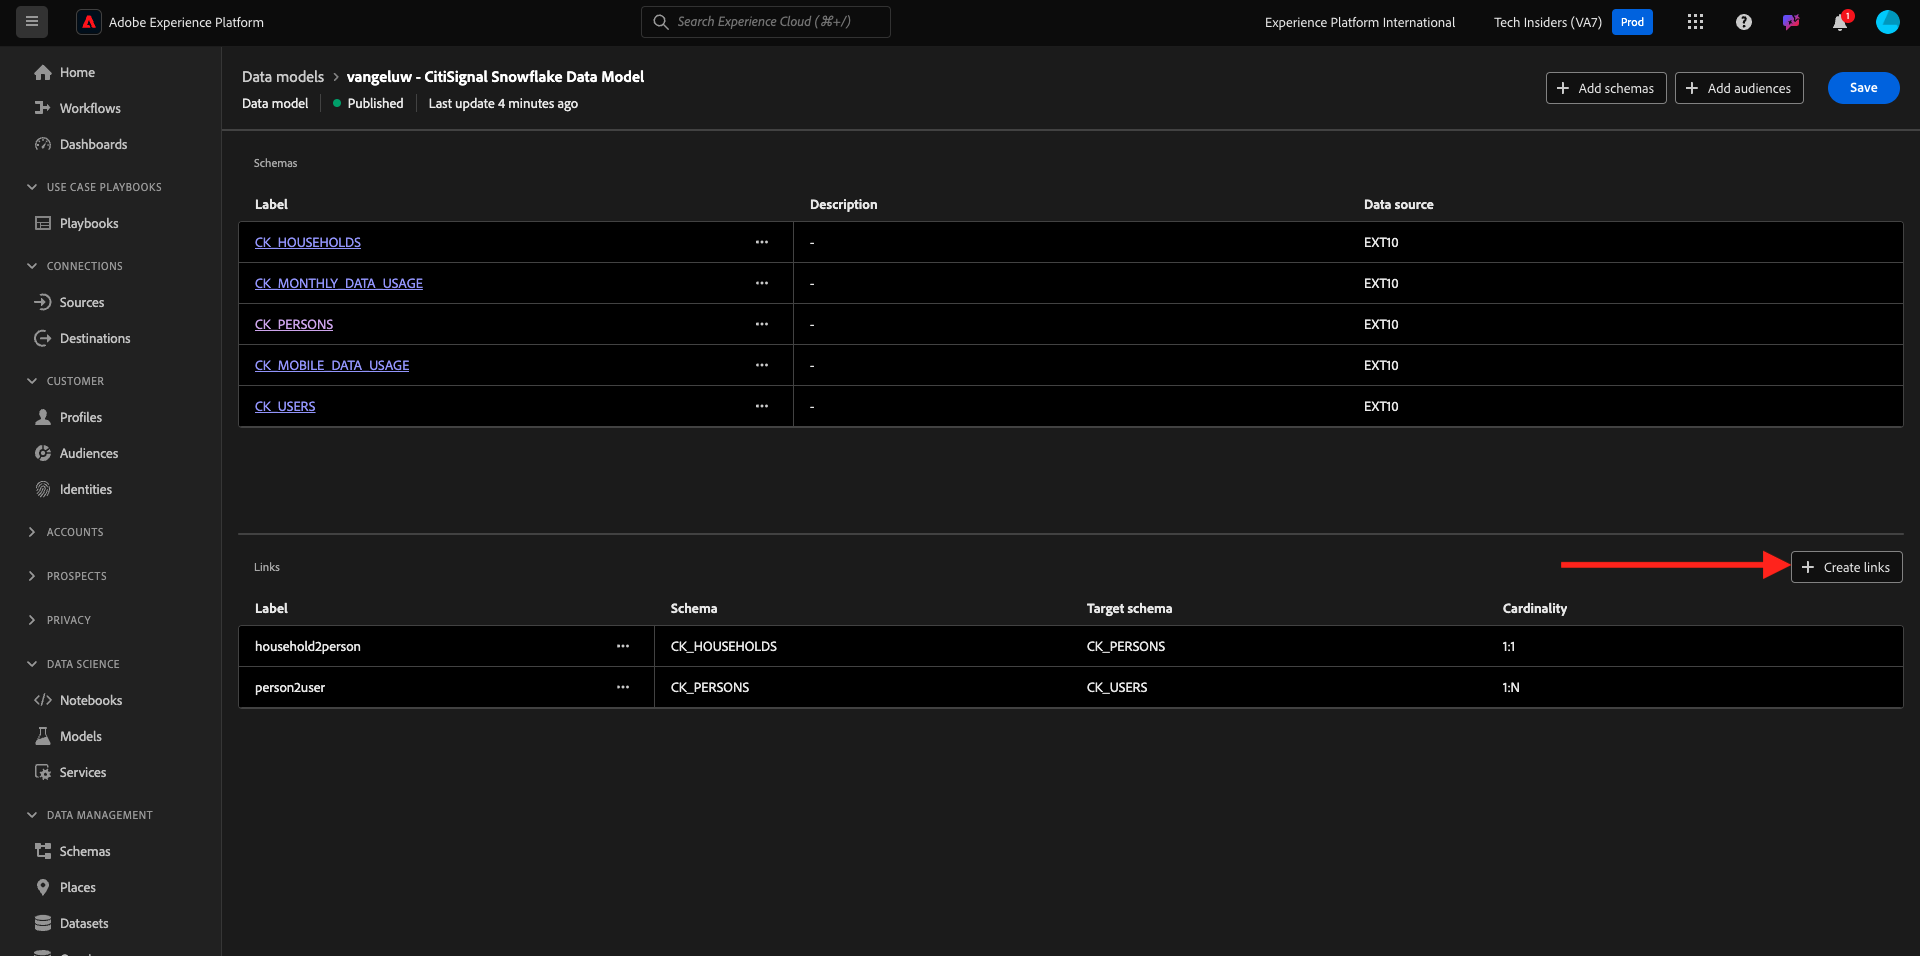 Adobe Experience Platform
Search Experience Cloud (⌘+/)
Experience Platform International
Tech Insiders (VA7)
Prod
1
Home
Workflows
Dashboards
USE CASE PLAYBOOKS
Playbooks
CONNECTIONS
Sources
Destinations
CUSTOMER
Profiles
Audiences
Identities
ACCOUNTS
PROSPECTS
PRIVACY
DATA SCIENCE
Notebooks
Models
Services
DATA MANAGEMENT
Schemas
Places
Datasets
Data models > vangeluw - CitiSignal Snowflake Data Model
Data model Published Last update 4 minutes ago
Add schemas
Add audiences
Save
Schemas
Label Description Data source
CK_HOUSEHOLDS ··· - EXT10
CK_MONTHLY_DATA_USAGE ··· - EXT10
CK_PERSONS ··· - EXT10
CK_MOBILE_DATA_USAGE ··· - EXT10
CK_USERS ··· - EXT10
Links
+ Create links
Label Schema Target schema Cardinality
household2person ··· CK_HOUSEHOLDS CK_PERSONS 1:1
person2user ··· CK_PERSONS CK_USERS 1:N